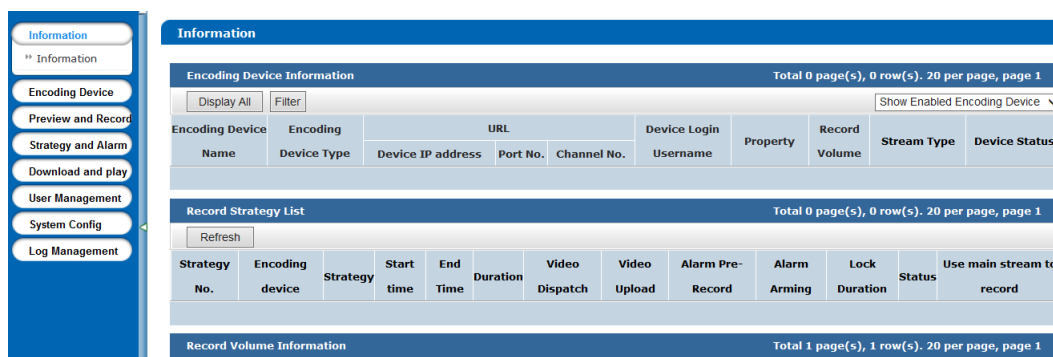 Information
Information
Encoding Device
Preview and Record
Strategy and Alarm
Download and play
User Management
System Config
Log Management
Information
Encoding Device Information Total 0 page(s), 0 row(s). 20 per page, page 1
Display All Filter Show Enabled Encoding Device
Encoding Device Name Encoding Device Type URL Device IP address Port No. Channel No. Device Login Username Property Record Volume Stream Type Device Status
Record Strategy List Total 0 page(s), 0 row(s). 20 per page, page 1
Refresh
Strategy No. Encoding device Strategy Start time End Time Duration Video Dispatch Video Upload Alarm Pre-Record Alarm Arming Lock Duration Status Use main stream to record
Record Volume Information Total 1 page(s), 1 row(s). 20 per page, page 1